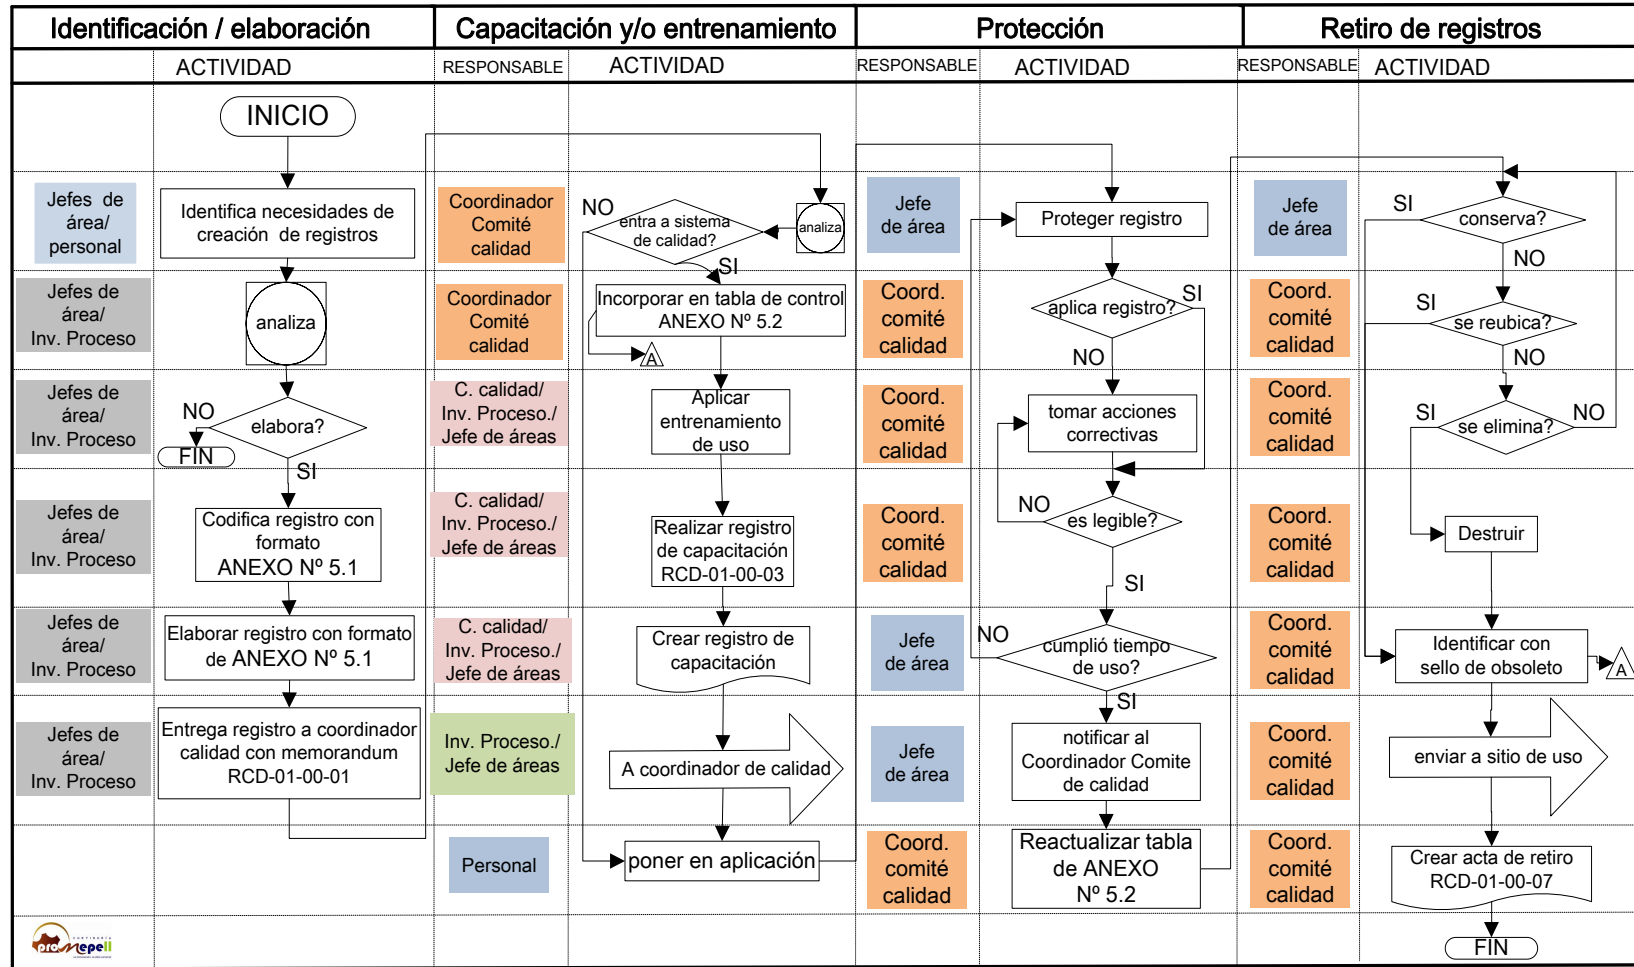 Identificación / elaboración
Capacitación y/o entrenamiento
Protección
Retiro de registros
ACTIVIDAD
RESPONSABLE
ACTIVIDAD
RESPONSABLE
ACTIVIDAD
RESPONSABLE
ACTIVIDAD
INICIO
Jefes de
área/
personal
Identifica necesidades de
creación de registros
Jefes de
área/
Inv. Proceso
analiza
Jefes de
área/
Inv. Proceso
NO
elabora?
FIN
SI
Jefes de
área/
Inv. Proceso
Codifica registro con
formato
ANEXO Nº 5.1
Jefes de
área/
Inv. Proceso
Elaborar registro con formato
de ANEXO Nº 5.1
Jefes de
área/
Inv. Proceso
Entrega registro a coordinador
calidad con memorandum
RCD-01-00-01
Coordinador
Comité
calidad
NO
entra a sistema
de calidad?
analiza
SI
Coordinador
Comité
calidad
Incorporar en tabla de control
ANEXO Nº 5.2
A
C. calidad/
Inv. Proceso./
Jefe de áreas
Aplicar
entrenamiento
de uso
C. calidad/
Inv. Proceso./
Jefe de áreas
Realizar registro
de capacitación
RCD-01-00-03
C. calidad/
Inv. Proceso./
Jefe de áreas
Crear registro de
capacitación
Inv. Proceso./
Jefe de áreas
A coordinador de calidad
Personal
poner en aplicación
Jefe
de área
Proteger registro
Coord.
comité
calidad
aplica registro?
SI
NO
Coord.
comité
calidad
tomar acciones
correctivas
Coord.
comité
calidad
NO
es legible?
SI
Jefe
de área
NO
cumplió tiempo
de uso?
SI
Jefe
de área
notificar al
Coordinador Comite
de calidad
Coord.
comité
calidad
Reactualizar tabla
de ANEXO
Nº 5.2
Jefe
de área
SI
conserva?
NO
Coord.
comité
calidad
SI
se reubica?
NO
Coord.
comité
calidad
SI
se elimina?
NO
Coord.
comité
calidad
Destruir
Coord.
comité
calidad
Identificar con
sello de obsoleto
A
Coord.
comité
calidad
enviar a sitio de uso
Coord.
comité
calidad
Crear acta de retiro
RCD-01-00-07
FIN
promepell